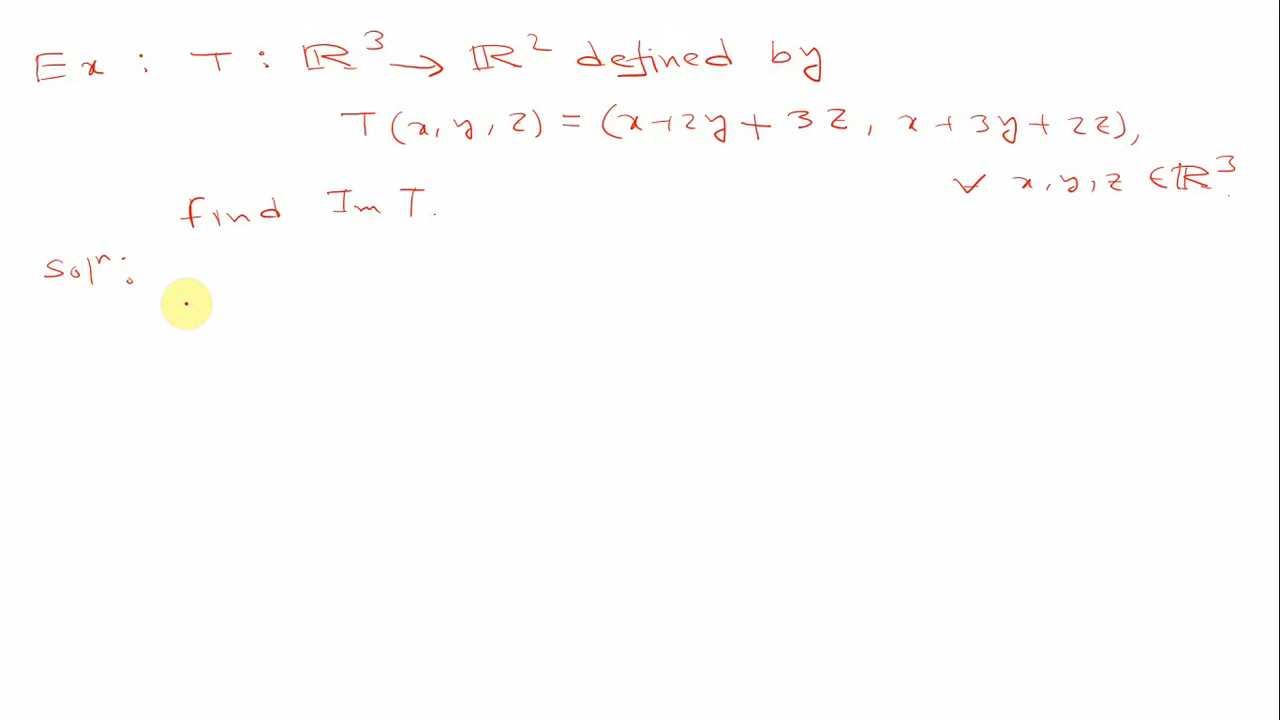 Ex : T : ℝ³ → ℝ² defined by
T(x, y, z) = (x+2y+3z, x+3y+2z),
∀ x, y, z ∈ ℝ³.
find Im T.
Solⁿ: